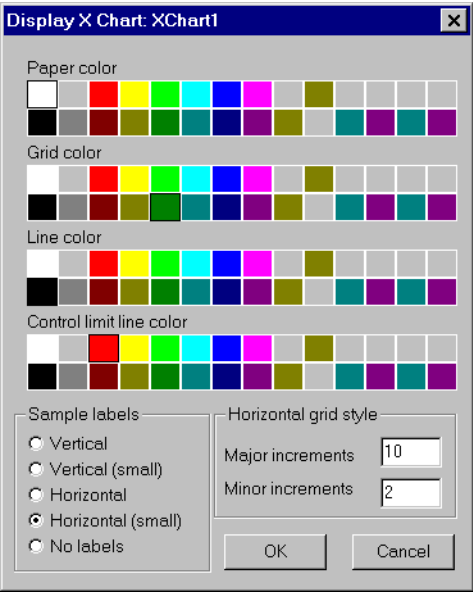 Display X Chart: XChart1
Paper color
Grid color
Line color
Control limit line color
Sample labels
Vertical
Vertical (small)
Horizontal
Horizontal (small)
No labels
Horizontal grid style
Major increments 10
Minor increments 2
OK Cancel